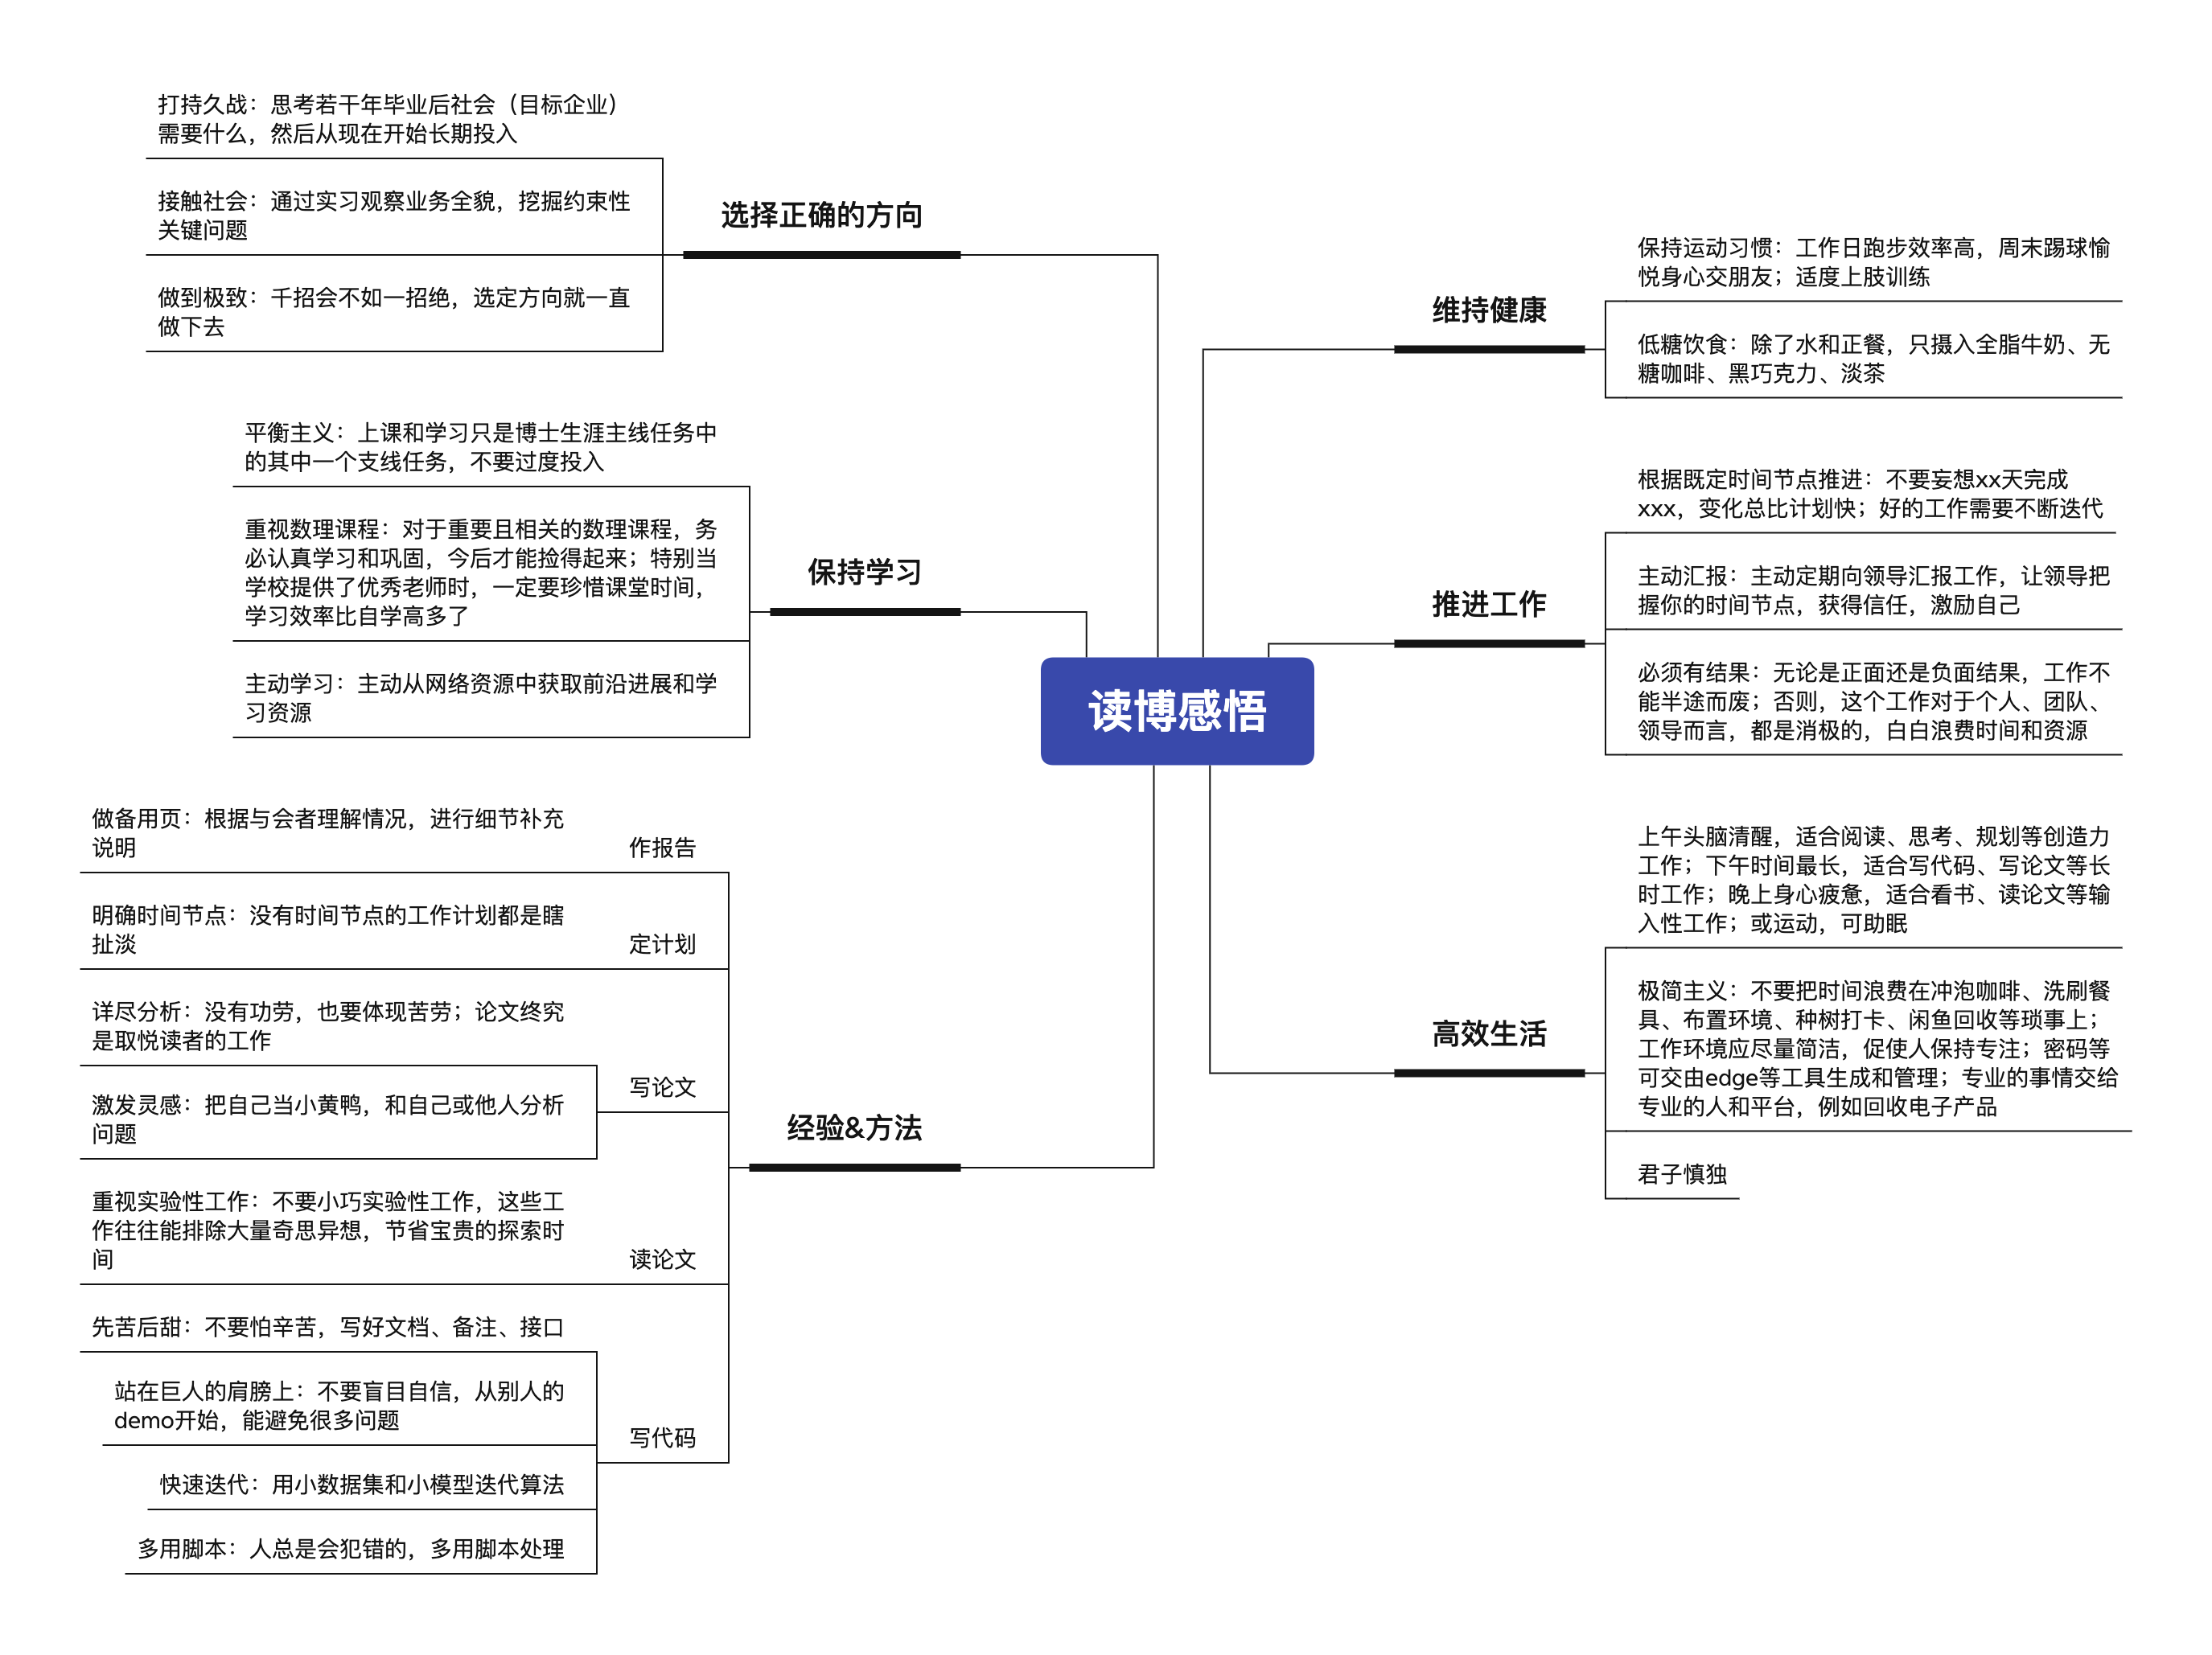 读博感悟
维持健康
保持运动习惯：工作日跑步效率高，周末踢球愉
悦身心交朋友；适度上肢训练
低糖饮食：除了水和正餐，只摄入全脂牛奶、无
糖咖啡、黑巧克力、淡茶
推进工作
根据既定时间节点推进：不要妄想xx天完成
xxx，变化总比计划快；好的工作需要不断迭代
主动汇报：主动定期向领导汇报工作，让领导把
握你的时间节点，获得信任，激励自己
必须有结果：无论是正面还是负面结果，工作不
能半途而废；否则，这个工作对于个人、团队、
领导而言，都是消极的，白白浪费时间和资源
高效生活
上午头脑清醒，适合阅读、思考、规划等创造力
工作；下午时间最长，适合写代码、写论文等长
时工作；晚上身心疲惫，适合看书、读论文等输
入性工作；或运动，可助眠
极简主义：不要把时间浪费在冲泡咖啡、洗刷餐
具、布置环境、种树打卡、闲鱼回收等琐事上；
工作环境应尽量简洁，促使人保持专注；密码等
可交由edge等工具生成和管理；专业的事情交给
专业的人和平台，例如回收电子产品
君子慎独
选择正确的方向
打持久战：思考若干年毕业后社会（目标企业）
需要什么，然后从现在开始长期投入
接触社会：通过实习观察业务全貌，挖掘约束性
关键问题
做到极致：千招会不如一招绝，选定方向就一直
做下去
保持学习
平衡主义：上课和学习只是博士生涯主线任务中
的其中一个支线任务，不要过度投入
重视数理课程：对于重要且相关的数理课程，务
必认真学习和巩固，今后才能捡得起来；特别当
学校提供了优秀老师时，一定要珍惜课堂时间，
学习效率比自学高多了
主动学习：主动从网络资源中获取前沿进展和学
习资源
经验&方法
作报告
做备用页：根据与会者理解情况，进行细节补充
说明
定计划
明确时间节点：没有时间节点的工作计划都是瞎
扯淡
写论文
详尽分析：没有功劳，也要体现苦劳；论文终究
是取悦读者的工作
激发灵感：把自己当小黄鸭，和自己或他人分析
问题
读论文
重视实验性工作：不要小巧实验性工作，这些工
作往往能排除大量奇思异想，节省宝贵的探索时
间
写代码
先苦后甜：不要怕辛苦，写好文档、备注、接口
站在巨人的肩膀上：不要盲目自信，从别人的
demo开始，能避免很多问题
快速迭代：用小数据集和小模型迭代算法
多用脚本：人总是会犯错的，多用脚本处理